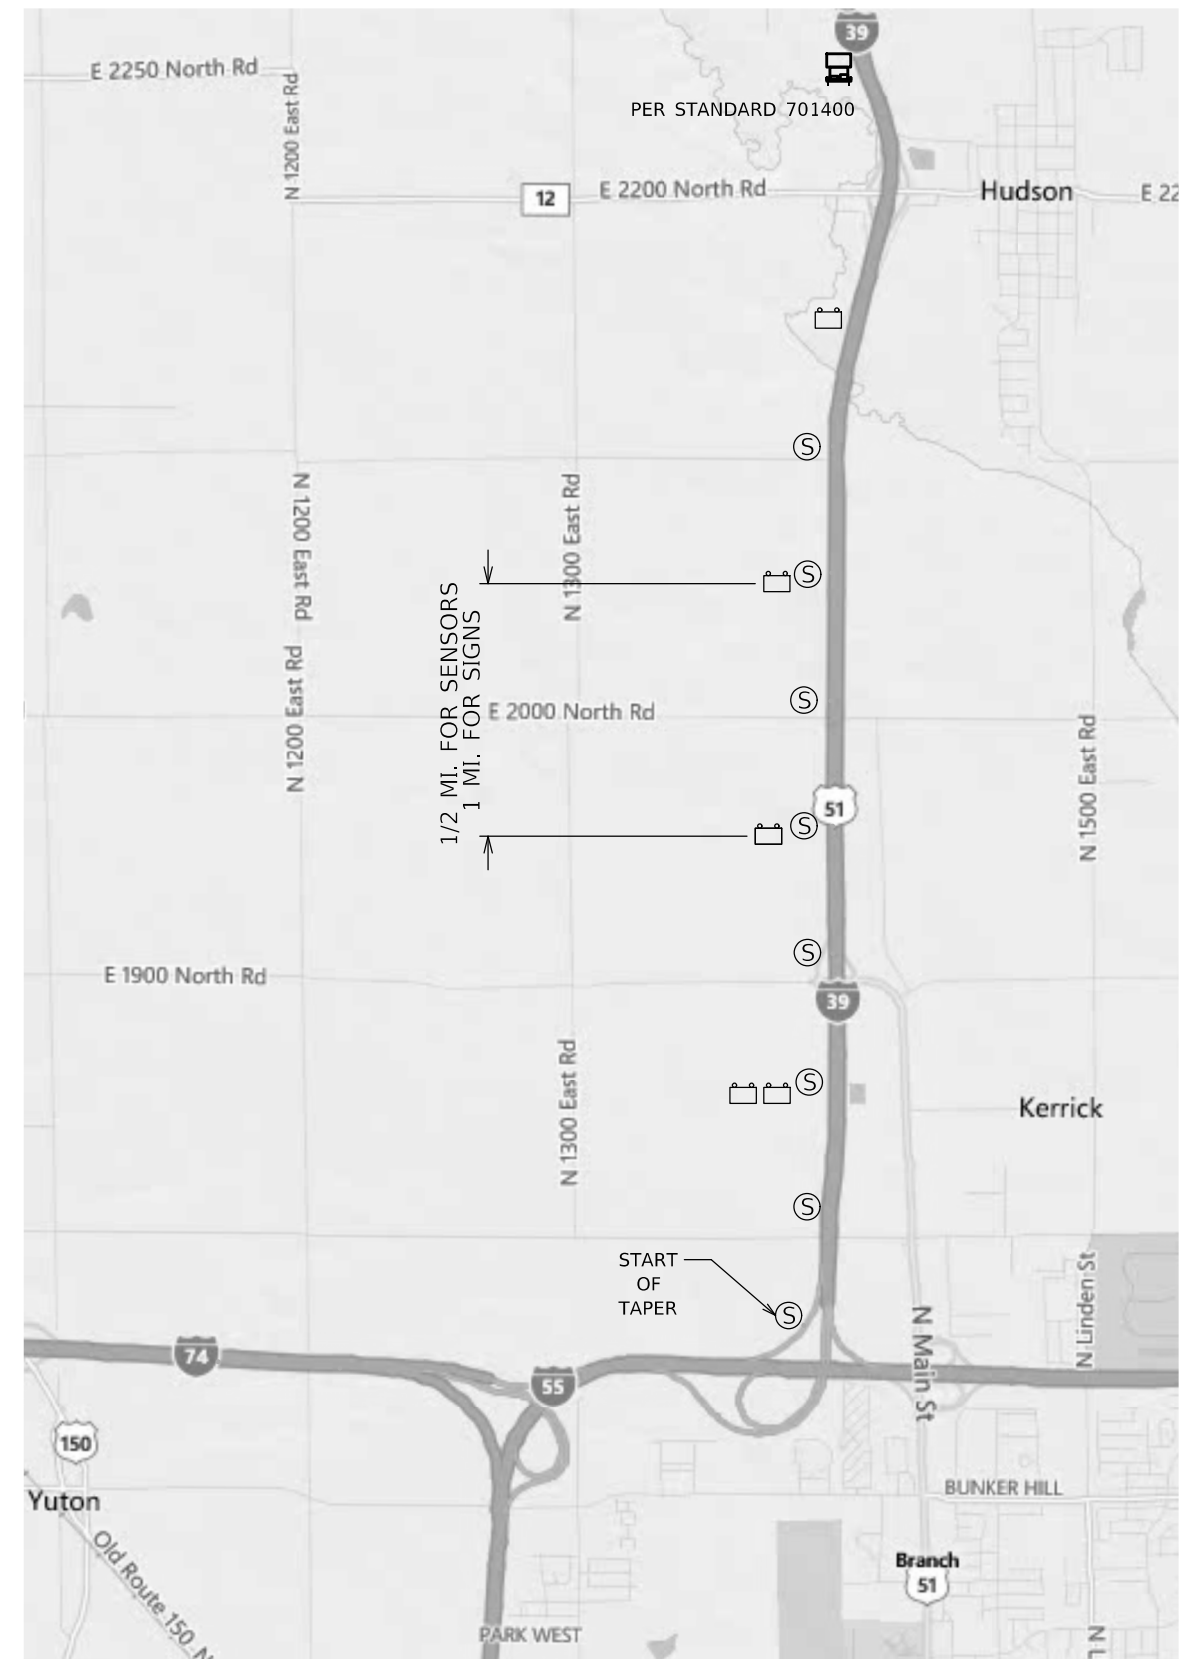 39
E 2250 North Rd
N 1200 East Rd
PER STANDARD 701400
12
E 2200 North Rd
Hudson
E 22
S
N 1200 East Rd
N 1300 East Rd
S
1/2 MI. FOR SENSORS
1 MI. FOR SIGNS
N 1200 East Rd
S
E 2000 North Rd
N 1500 East Rd
51
S
S
E 1900 North Rd
39
N 1300 East Rd
S
Kerrick
S
START
OF
TAPER
S
N Linden St
N Main St
74
55
150
BUNKER HILL
Yuton
Old Route 150 N
Branch
51
PARK WEST
N L